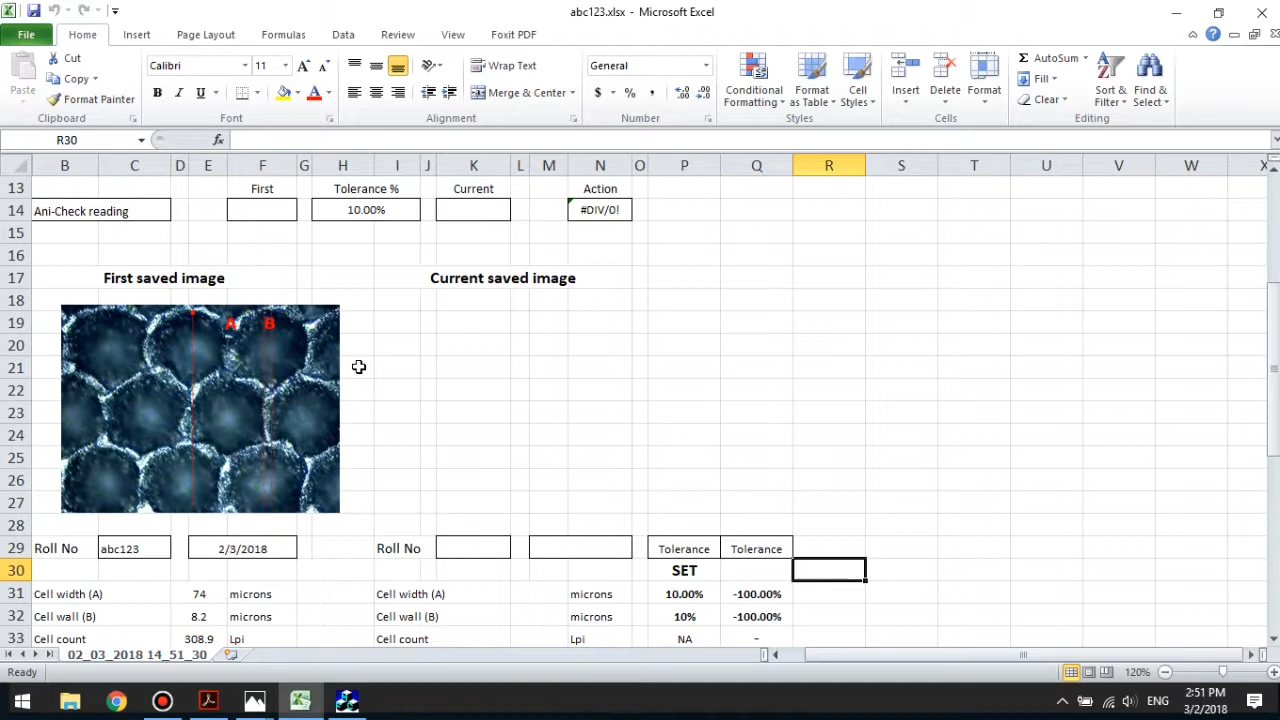 abc123.xlsx - Microsoft Excel
File Home Insert Page Layout Formulas Data Review View Foxit PDF
Paste Cut Copy Format Painter Clipboard
Calibri 11 A A B I U A Font
Wrap Text Merge & Center Alignment
General $ % , .0 .00 .00 .0 Number
Conditional Formatting Format as Table Cell Styles Styles
Insert Delete Format Cells
Σ AutoSum Fill Clear Sort & Filter Find & Select Editing
R30 fx
B C D E F G H I J K L M N O P Q R S T U V W X
13 First Tolerance % Current Action
14 Ani-Check reading 10.00% #DIV/0!
15
16
17 First saved image Current saved image
18
19 A B
20
21
22
23
24
25
26
27
28
29 Roll No abc123 2/3/2018 Roll No Tolerance Tolerance
30 SET
31 Cell width (A) 74 microns Cell width (A) microns 10.00% -100.00%
32 Cell wall (B) 8.2 microns Cell wall (B) microns 10% -100.00%
33 Cell count 308.9 Lpi Cell count Lpi NA -
02_03_2018 14_51_30
Ready 120%
ENG 2:51 PM
3/2/2018